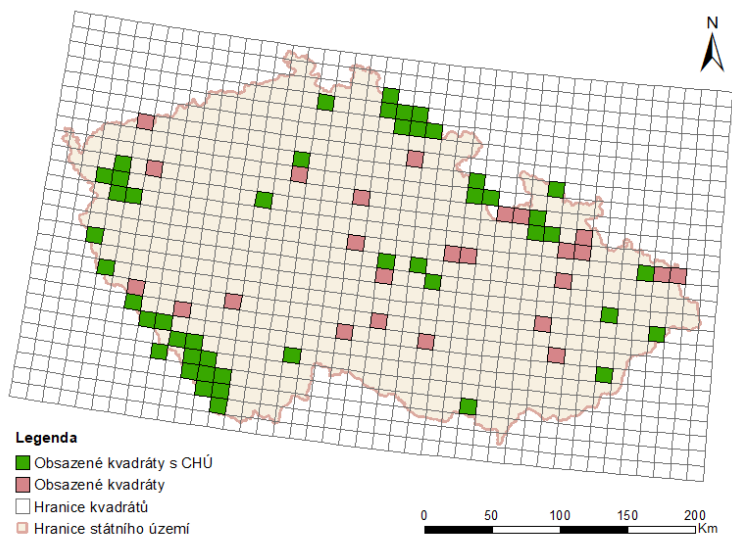 N
Legenda
Obsazené kvadráty s CHÚ
Obsazené kvadráty
Hranice kvadrátů
Hranice státního území
0 50 100 150 200
Km